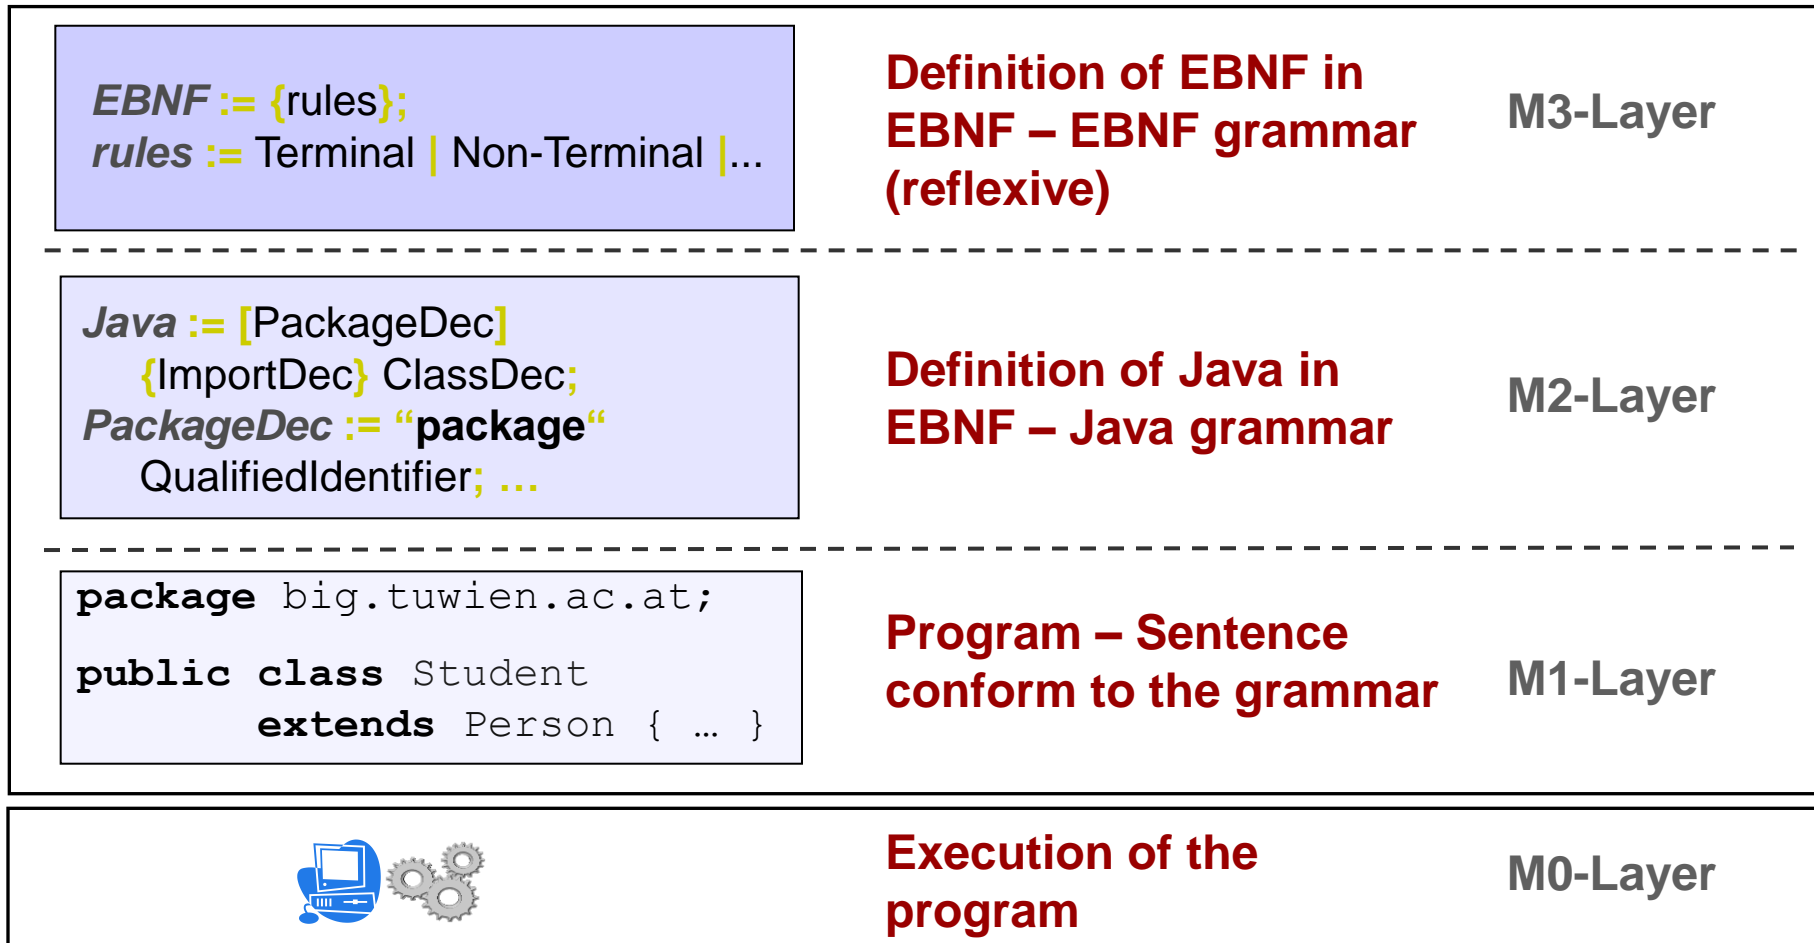 EBNF := {rules};
rules := Terminal | Non-Terminal |...
Definition of EBNF in
EBNF – EBNF grammar
(reflexive)
M3-Layer
Java := [PackageDec]
{ImportDec} ClassDec;
PackageDec := “package“
QualifiedIdentifier; …
Definition of Java in
EBNF – Java grammar
M2-Layer
package big.tuwien.ac.at;
public class Student
extends Person { … }
Program – Sentence
conform to the grammar
M1-Layer
Execution of the
program
M0-Layer